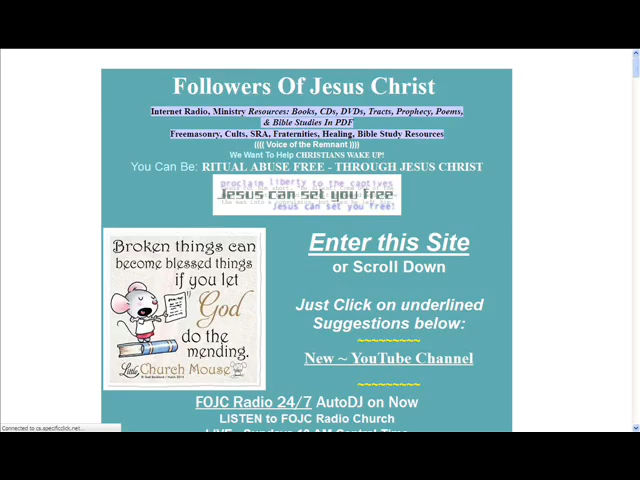 Followers Of Jesus Christ
Internet Radio, Ministry Resources: Books, CDs, DVDs, Tracts, Prophecy, Poems,
& Bible Studies In PDF
Freemasonry, Cults, SRA, Fraternities, Healing, Bible Study Resources
(((( Voice of the Remnant ))))
We Want To Help CHRISTIANS WAKE UP!
You Can Be: RITUAL ABUSE FREE - THROUGH JESUS CHRIST
proclaim liberty to the captives
Jesus can set you free
Jesus can set you free!
Broken things can
become blessed things
if you let
God
do the
mending.
Little Church Mouse
Enter this Site
or Scroll Down
Just Click on underlined
Suggestions below:
~~~~~~~~~
New ~ YouTube Channel
~~~~~~~~~
FOJC Radio 24/7 AutoDJ on Now
LISTEN to FOJC Radio Church
Connected to cs.specificclick.net...